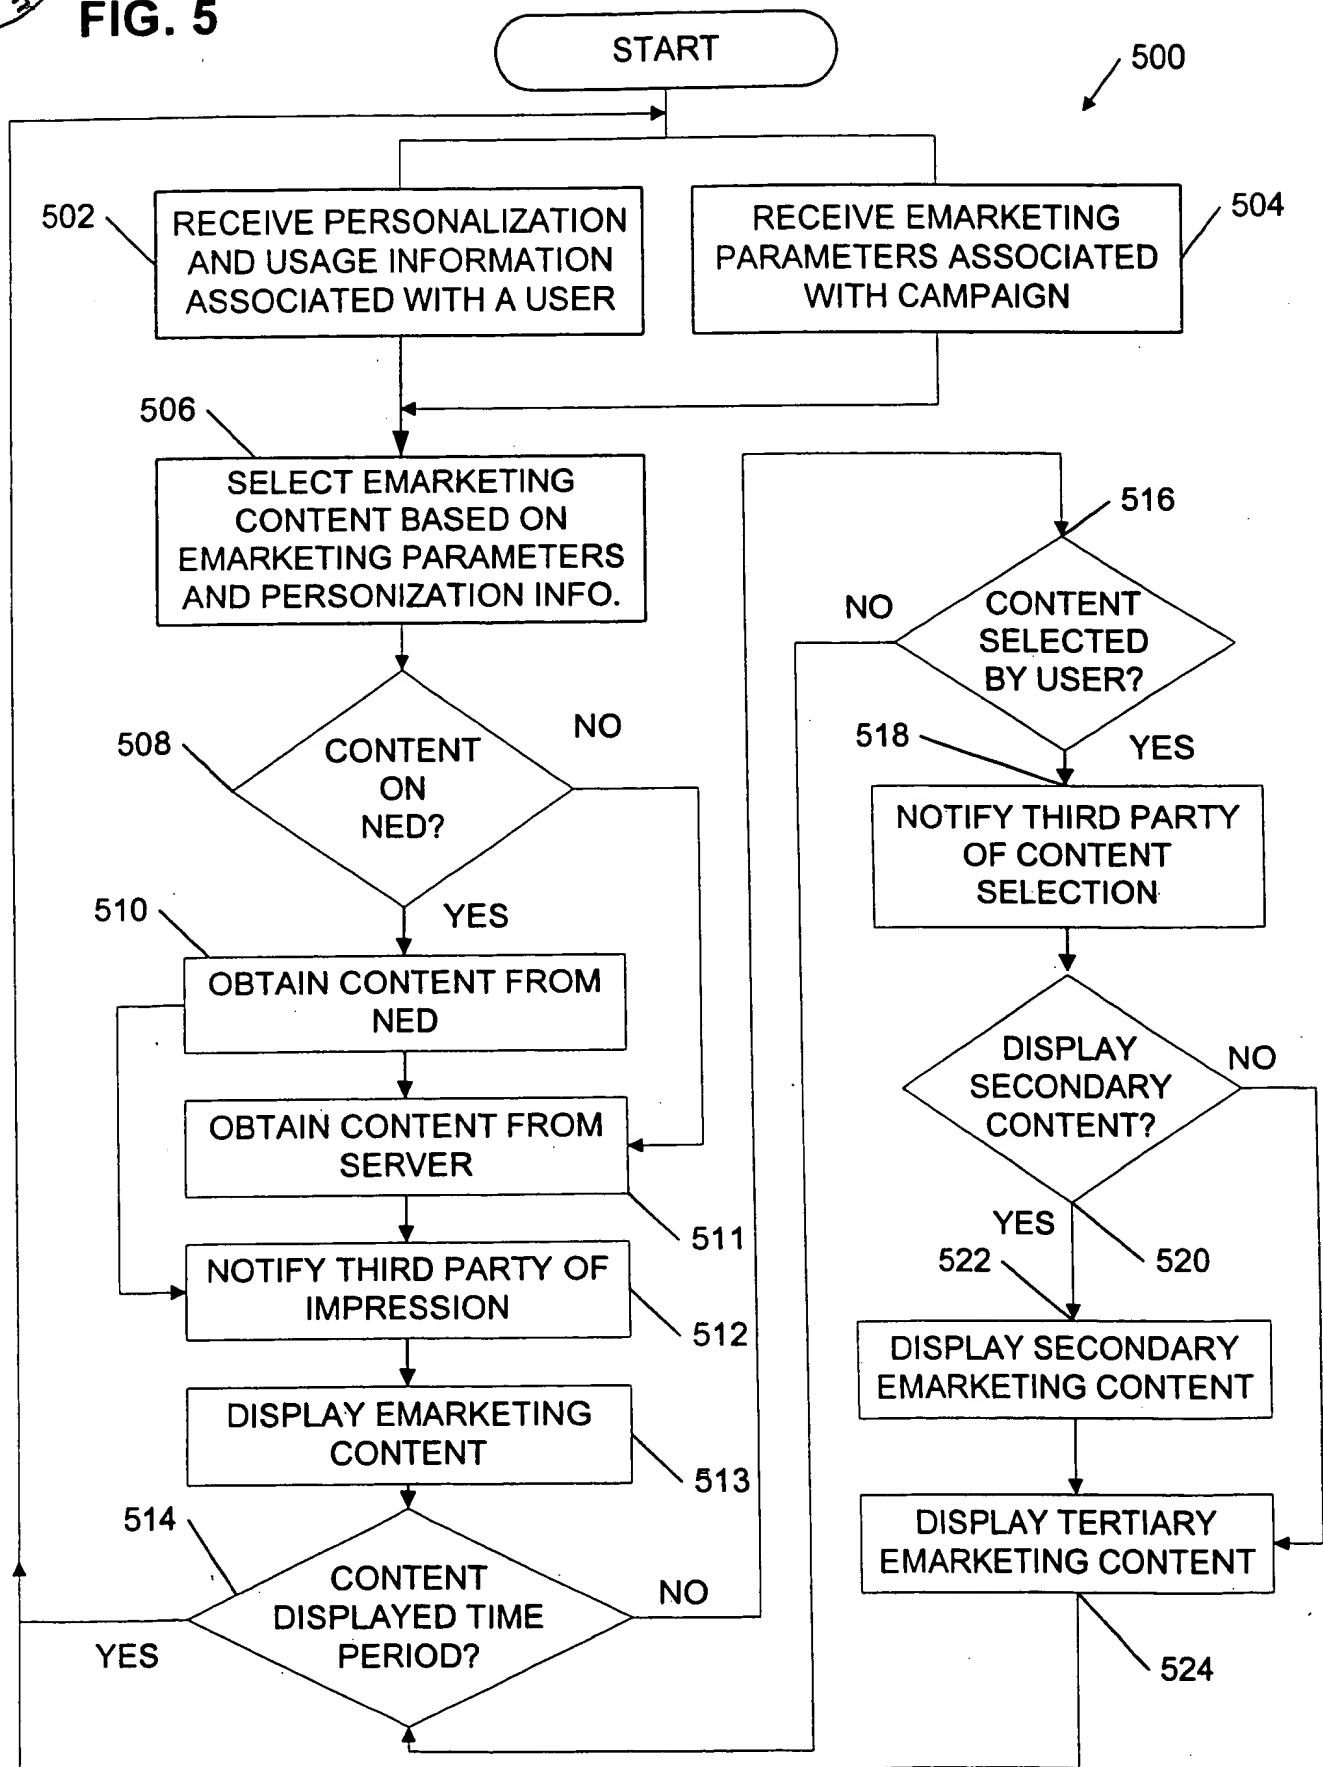 FIG. 5
START
500
502
RECEIVE PERSONALIZATION
AND USAGE INFORMATION
ASSOCIATED WITH A USER
RECEIVE EMARKETING
PARAMETERS ASSOCIATED
WITH CAMPAIGN
504
506
SELECT EMARKETING
CONTENT BASED ON
EMARKETING PARAMETERS
AND PERSONIZATION INFO.
508
CONTENT
ON
NED?
NO
YES
510
OBTAIN CONTENT FROM
NED
OBTAIN CONTENT FROM
SERVER
511
NOTIFY THIRD PARTY OF
IMPRESSION
512
DISPLAY EMARKETING
CONTENT
513
514
CONTENT
DISPLAYED TIME
PERIOD?
NO
YES
516
NO
CONTENT
SELECTED
BY USER?
518
YES
NOTIFY THIRD PARTY
OF CONTENT
SELECTION
DISPLAY
SECONDARY
CONTENT?
NO
YES
520
522
DISPLAY SECONDARY
EMARKETING CONTENT
DISPLAY TERTIARY
EMARKETING CONTENT
524